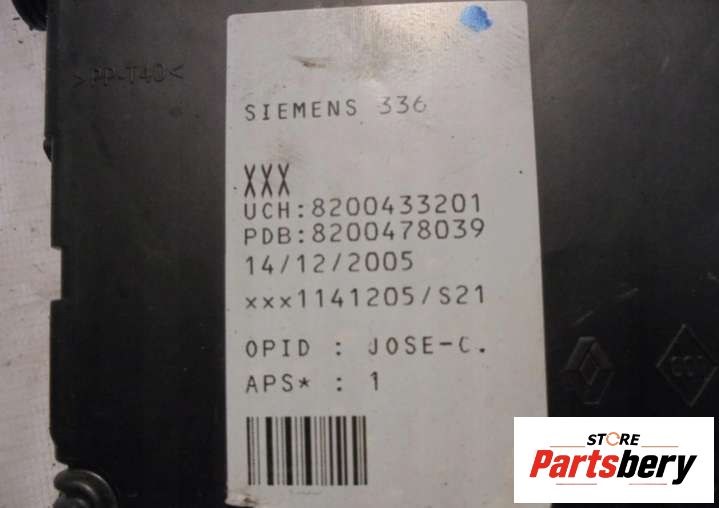 >PP-T40<
SIEMENS 336
XXX
UCH:8200433201
PDB:8200478039
14/12/2005
xxx1141205/S21
OPID : JOSE-C.
APS* : 1
STORE
Partsbery